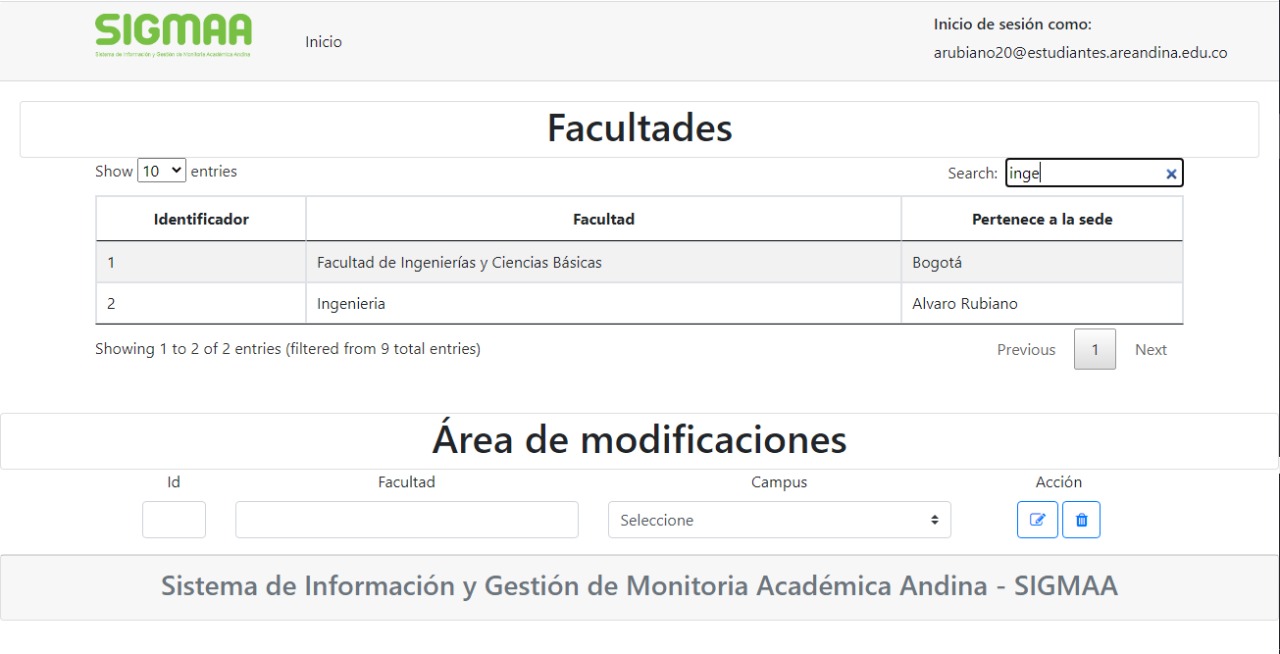 SIGMAA
Sistema de Información y Gestión de Monitoria Académica Andina
Inicio
Inicio de sesión como:
arubiano20@estudiantes.areandina.edu.co
Facultades
Show 10 entries
Search: inge
Identificador Facultad Pertenece a la sede
1 Facultad de Ingenierías y Ciencias Básicas Bogotá
2 Ingenieria Alvaro Rubiano
Showing 1 to 2 of 2 entries (filtered from 9 total entries)
Previous 1 Next
Área de modificaciones
Id Facultad Campus Acción
Seleccione
Sistema de Información y Gestión de Monitoria Académica Andina - SIGMAA